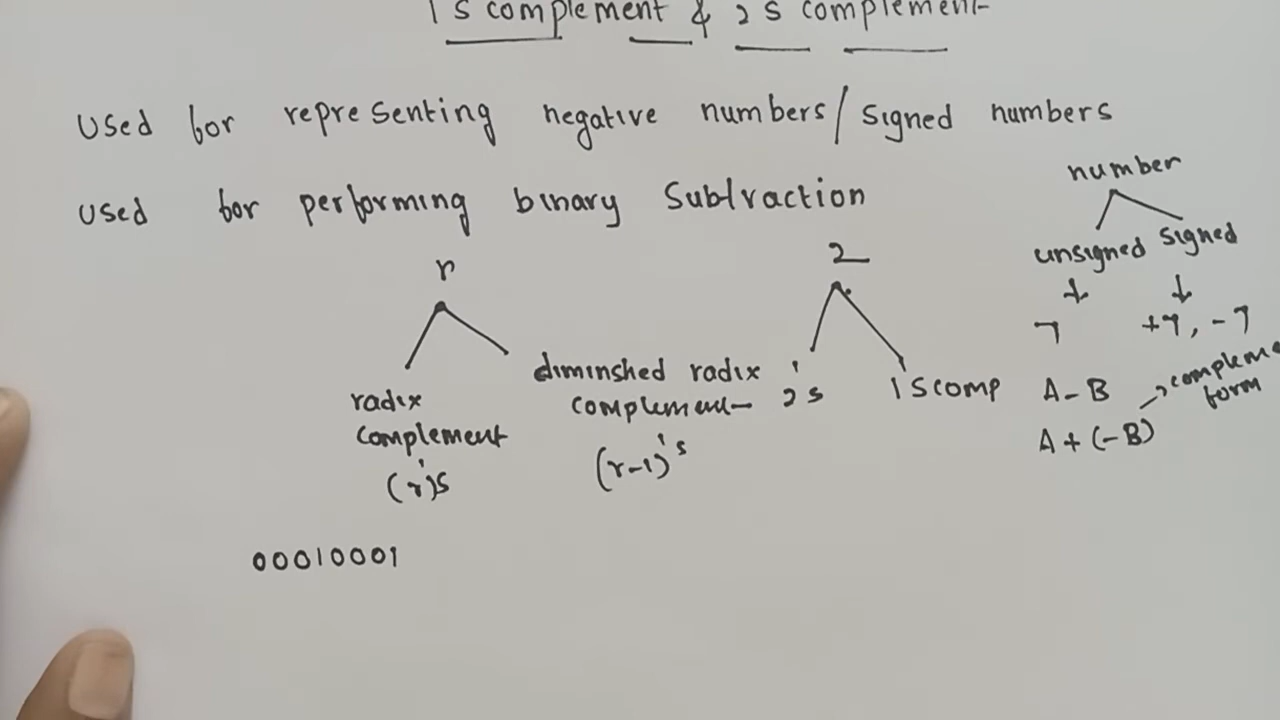 1's complement & 2's complement
Used for representing negative numbers/signed numbers
used for performing binary Subtraction
number
unsigned signed
7 +7, -7
r
radix
complement
(r)'s
diminshed radix
complement
(r-1)'s
2
2's 1's comp
A-B
A+(-B)
form
00010001